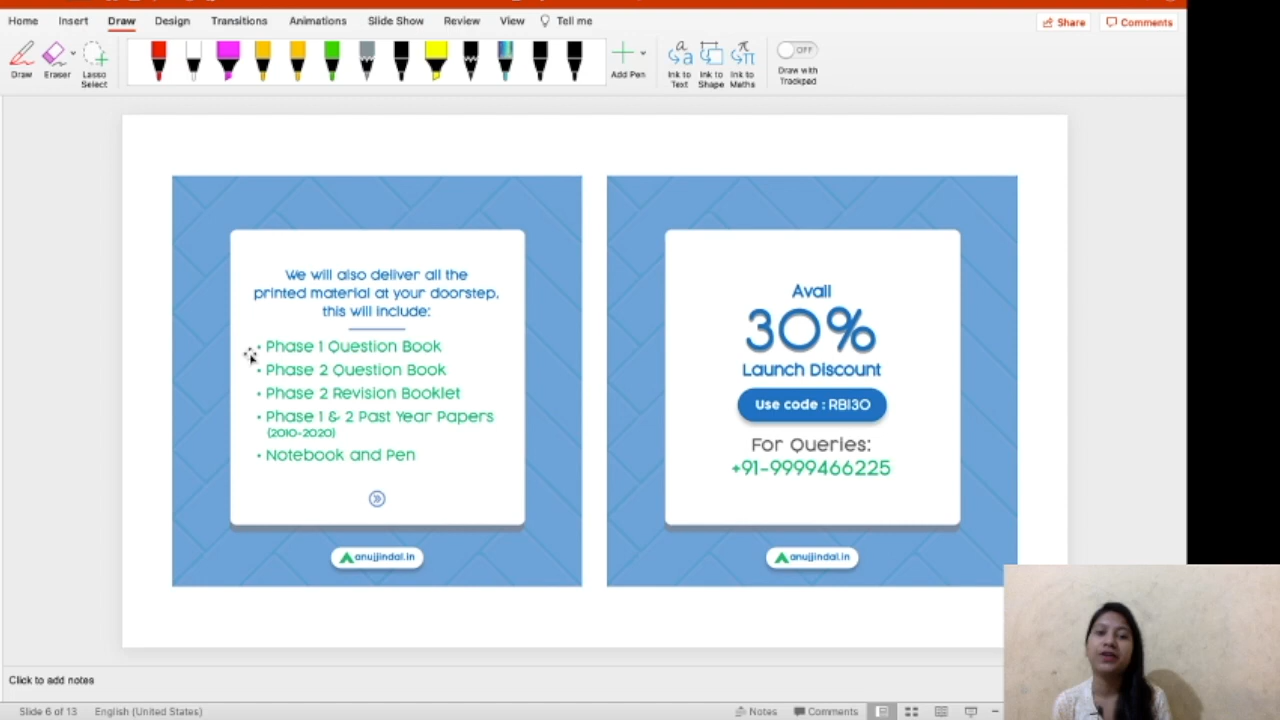 Home Insert Draw Design Transitions Animations Slide Show Review View Tell me Share Comments
Draw Eraser Lasso Select Add Pen Ink to Text Ink to Shape Ink to Maths OFF Draw with Trackpad
We will also deliver all the
printed material at your doorstep,
this will include:
• Phase 1 Question Book
• Phase 2 Question Book
• Phase 2 Revision Booklet
• Phase 1 & 2 Past Year Papers
(2010-2020)
• Notebook and Pen
anujjindal.in
Avail
30%
Launch Discount
Use code : RBI30
For Queries:
+91-9999466225
anujjindal.in
Click to add notes
Slide 6 of 13 English (United States) Notes Comments